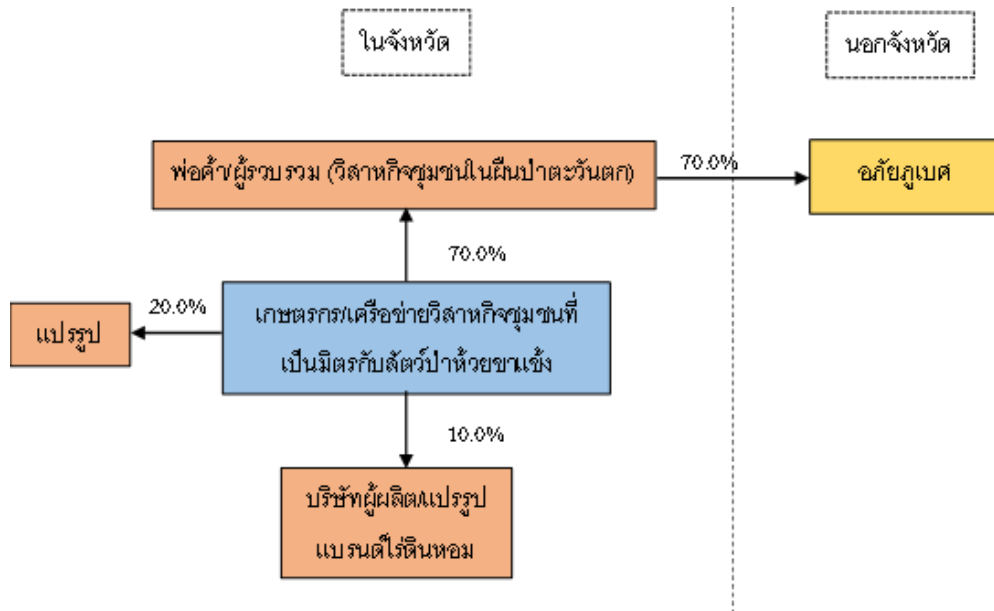 ในจังหวัด
นอกจังหวัด
พ่อค้า/ผู้รวบรวม (วิสาหกิจชุมชนในผืนป่าตะวันตก)
70.0%
อภัยภูเบศ
70.0%
20.0%
แปรรูป
เกษตรกร/เครือข่ายวิสาหกิจชุมชนที่
เป็นมิตรกับสัตว์ป่าห้วยขาแข้ง
10.0%
บริษัทผู้ผลิต/แปรรูป
แบรนด์ไร่ดินหอม